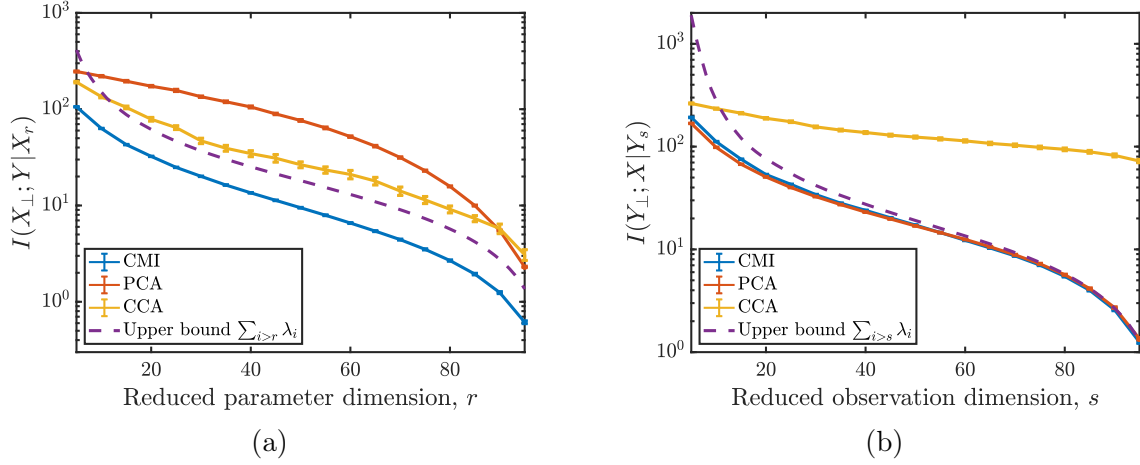 10^3
10^2
10^1
10^0
I(X_⊥; Y|X_r)
CMI
PCA
CCA
Upper bound ∑_{i>r} λ_i
20 40 60 80
Reduced parameter dimension, r
(a)
10^3
10^2
10^1
10^0
I(Y_⊥; X|Y_s)
CMI
PCA
CCA
Upper bound ∑_{i>s} λ_i
20 40 60 80
Reduced observation dimension, s
(b)